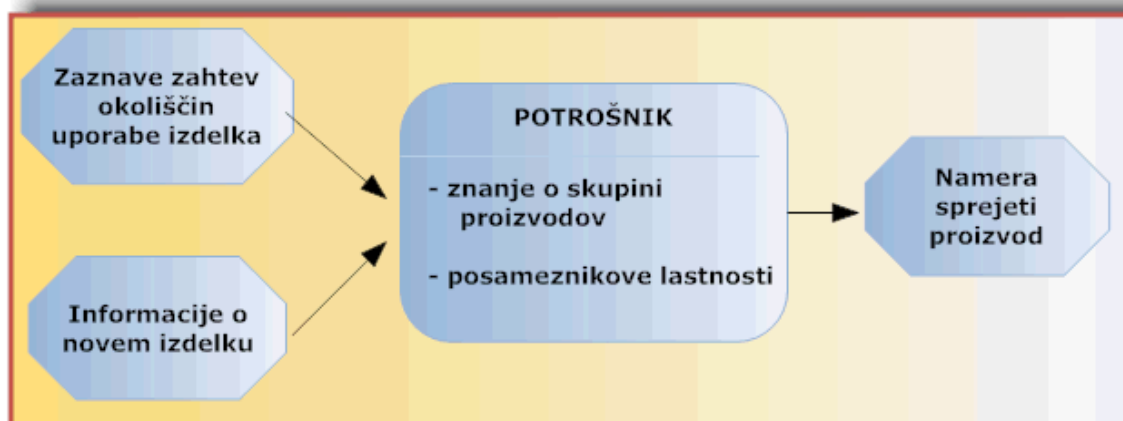 Zaznave zahtev
okoliščin
uporabe izdelka
Informacije o
novem izdelku
POTROŠNIK
- znanje o skupini
proizvodov
- posameznikove lastnosti
Namera
sprejeti
proizvod